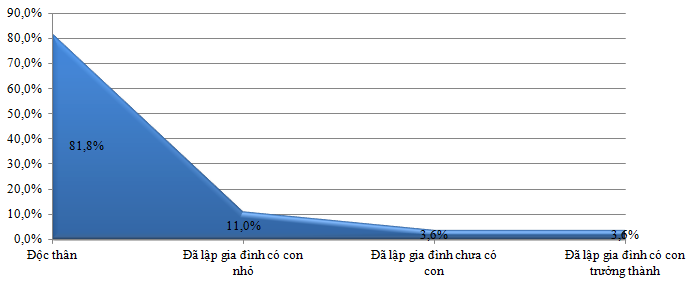 90,0%
80,0%
70,0%
60,0%
50,0%
40,0%
30,0%
20,0%
10,0%
0,0%
81,8%
11,0%
3,6%
3,6%
Độc thân
Đã lập gia đình có con
nhỏ
Đã lập gia đình chưa có
con
Đã lập gia đình có con
trưởng thành